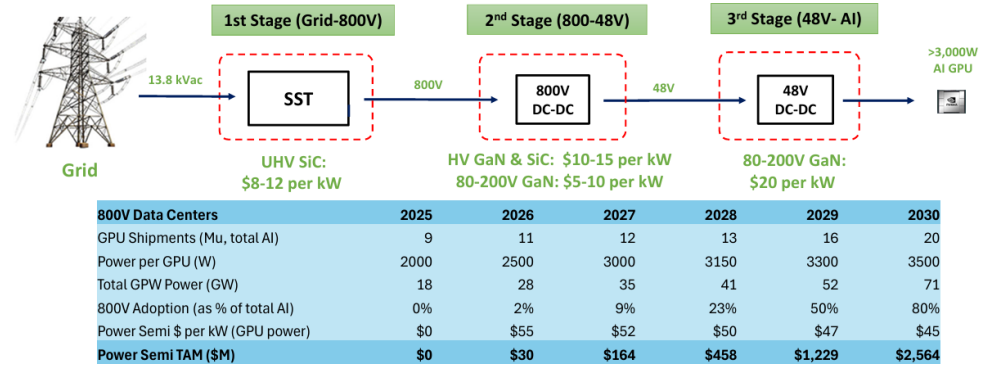 1st Stage (Grid-800V)
2nd Stage (800-48V)
3rd Stage (48V- AI)
>3,000W
AI GPU
13.8 kVac
SST
800V
800V
DC-DC
48V
48V
DC-DC
Grid
UHV SiC:
$8-12 per kW
HV GaN & SiC: $10-15 per kW
80-200V GaN: $5-10 per kW
80-200V GaN:
$20 per kW
800V Data Centers 2025 2026 2027 2028 2029 2030
GPU Shipments (Mu, total AI) 9 11 12 13 16 20
Power per GPU (W) 2000 2500 3000 3150 3300 3500
Total GPW Power (GW) 18 28 35 41 52 71
800V Adoption (as % of total AI) 0% 2% 9% 23% 50% 80%
Power Semi $ per kW (GPU power) $0 $55 $52 $50 $47 $45
Power Semi TAM ($M) $0 $30 $164 $458 $1,229 $2,564